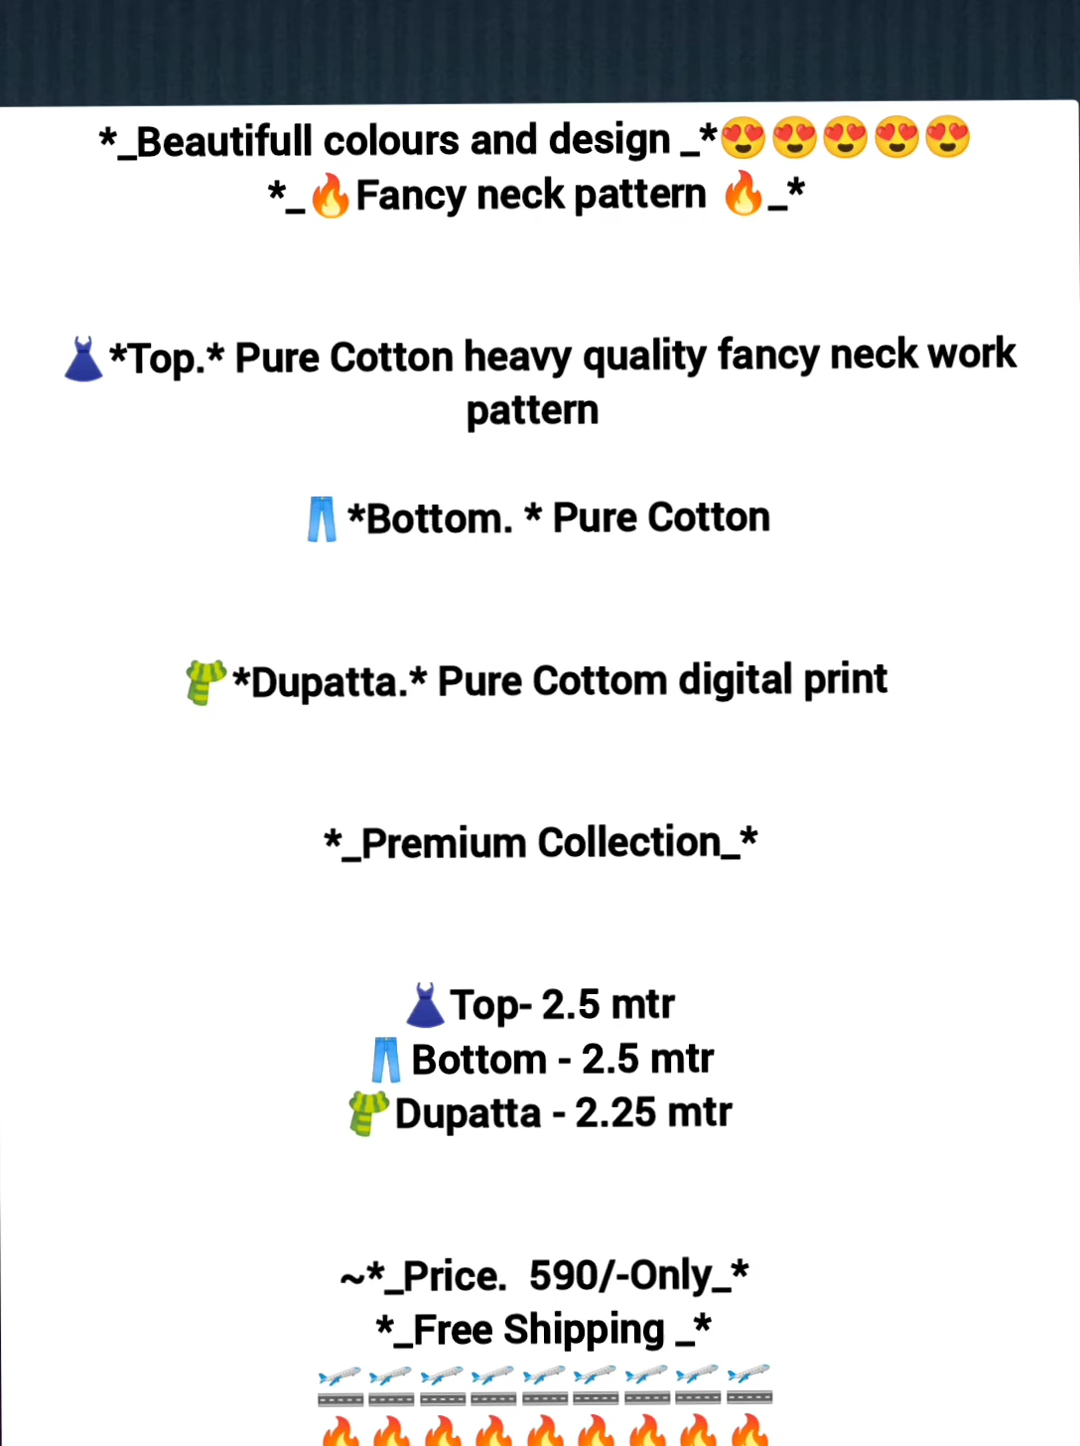 *_Beautifull colours and design _*😍😍😍😍😍
*_🔥Fancy neck pattern 🔥_*
👗*Top.* Pure Cotton heavy quality fancy neck work
pattern
👖*Bottom. * Pure Cotton
🧣*Dupatta.* Pure Cottom digital print
*_Premium Collection_*
👗Top- 2.5 mtr
👖Bottom - 2.5 mtr
🧣Dupatta - 2.25 mtr
~*_Price.  590/-Only_*
*_Free Shipping _*
🛫🛫🛫🛫🛫🛫🛫🛫🛫
🔥🔥🔥🔥🔥🔥🔥🔥🔥